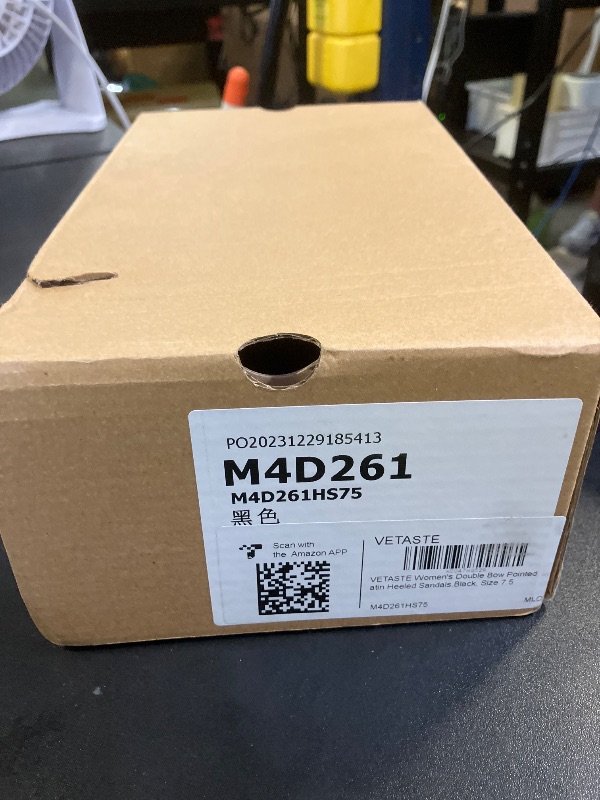 PO20231229185413
M4D261
M4D261HS75
黑色
Scan with
the Amazon APP
VETASTE
VETASTE Women's Double Bow Pointed
atin Heeled Sandals,Black, Size 7.5
M4D261HS75
MLC